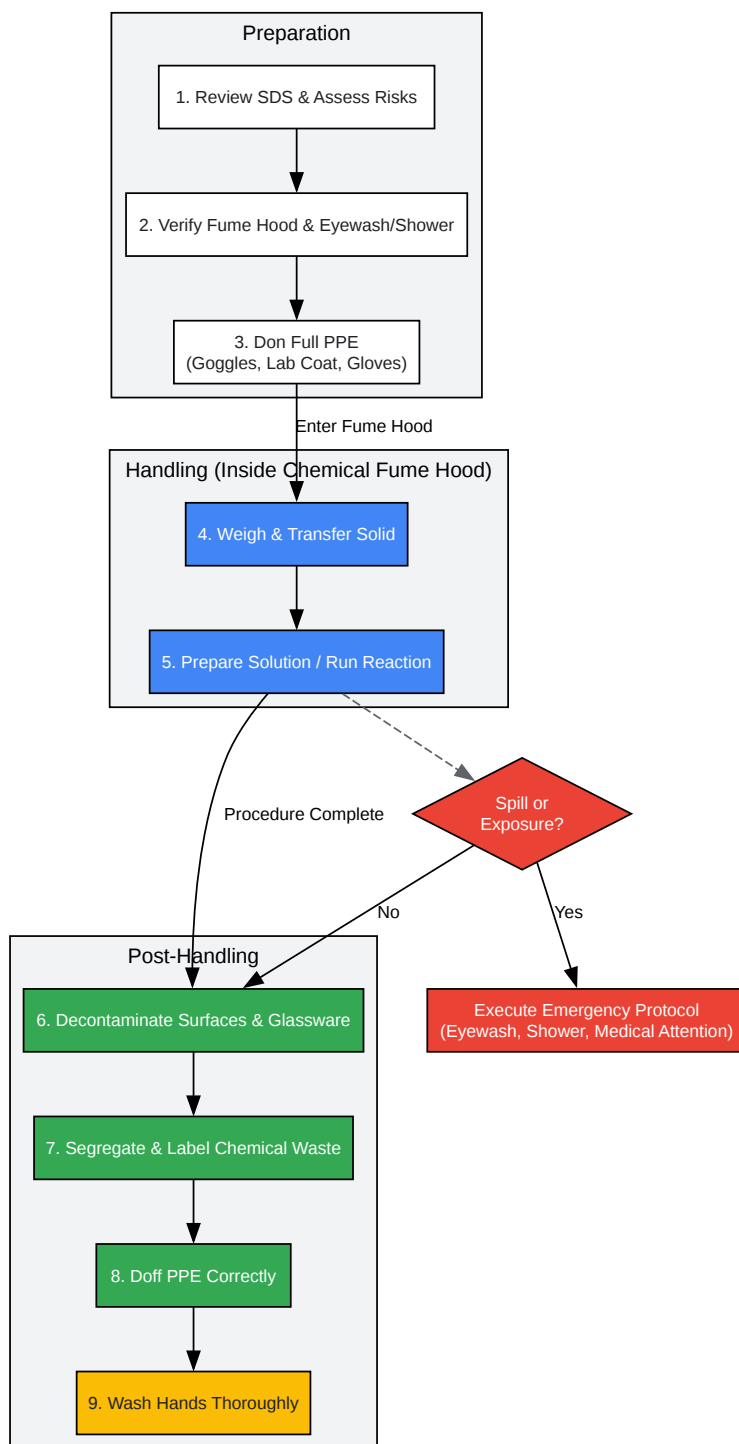 Preparation
1. Review SDS & Assess Risks
2. Verify Fume Hood & Eyewash/Shower
3. Don Full PPE
(Goggles, Lab Coat, Gloves)
Enter Fume Hood
Handling (Inside Chemical Fume Hood)
4. Weigh & Transfer Solid
5. Prepare Solution / Run Reaction
Spill or
Exposure?
Procedure Complete
No
Yes
Post-Handling
6. Decontaminate Surfaces & Glassware
Execute Emergency Protocol
(Eyewash, Shower, Medical Attention)
7. Segregate & Label Chemical Waste
8. Doff PPE Correctly
9. Wash Hands Thoroughly